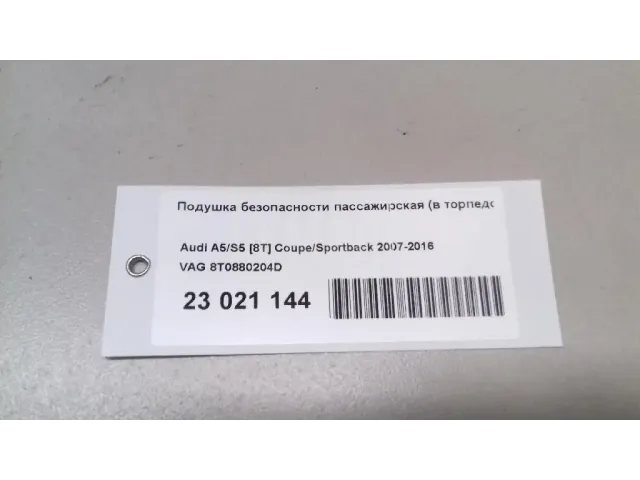 Подушка безопасности пассажирская (в торпедо
Audi A5/S5 [8T] Coupe/Sportback 2007-2016
VAG 8T0880204D
23 021 144